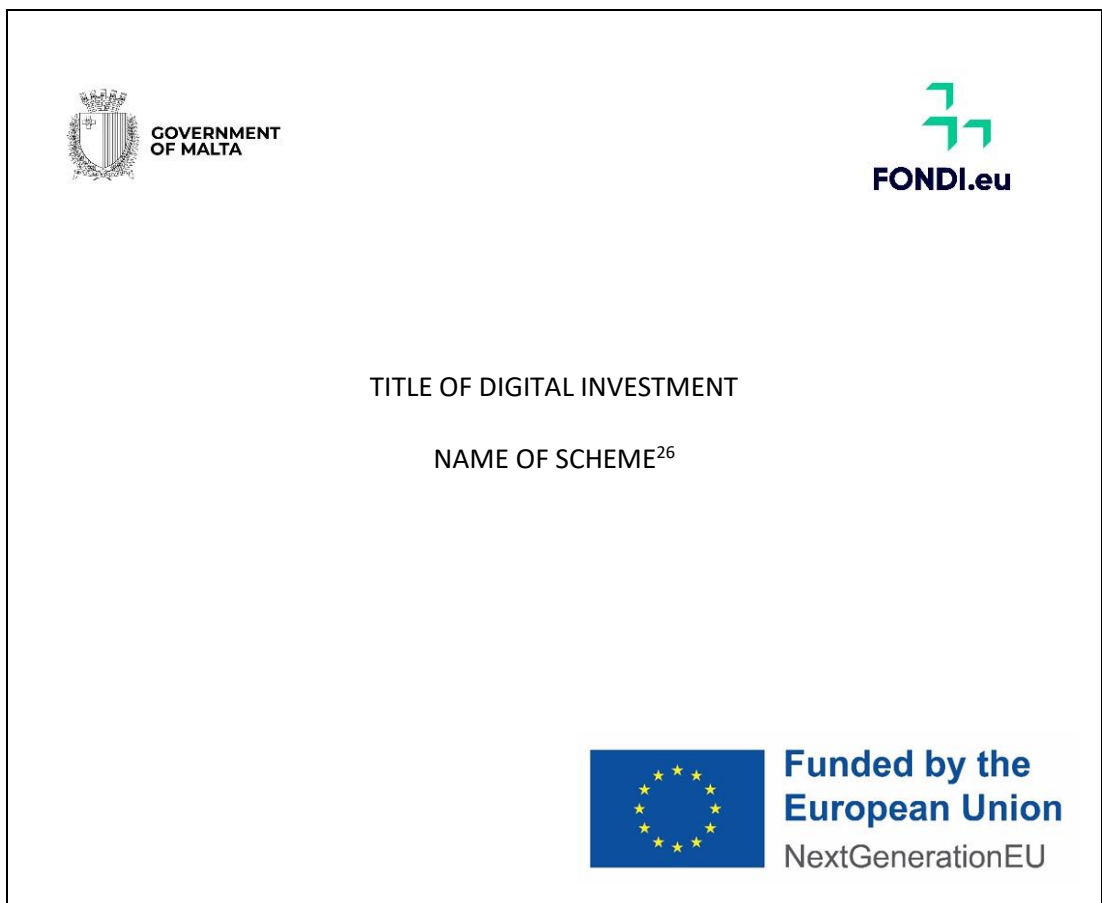 GOVERNMENT
OF MALTA
FONDI.eu
TITLE OF DIGITAL INVESTMENT
NAME OF SCHEME26
Funded by the
European Union
NextGenerationEU